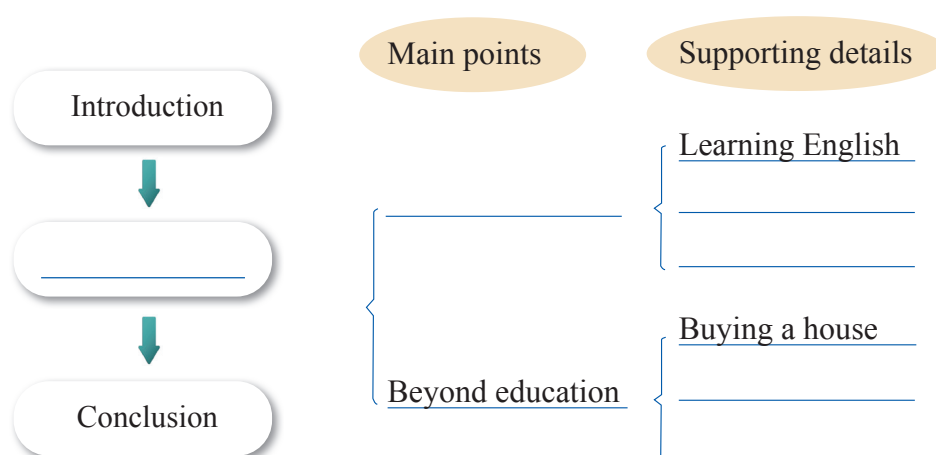 Main points
Supporting details
Introduction
Learning English
Buying a house
Beyond education
Conclusion